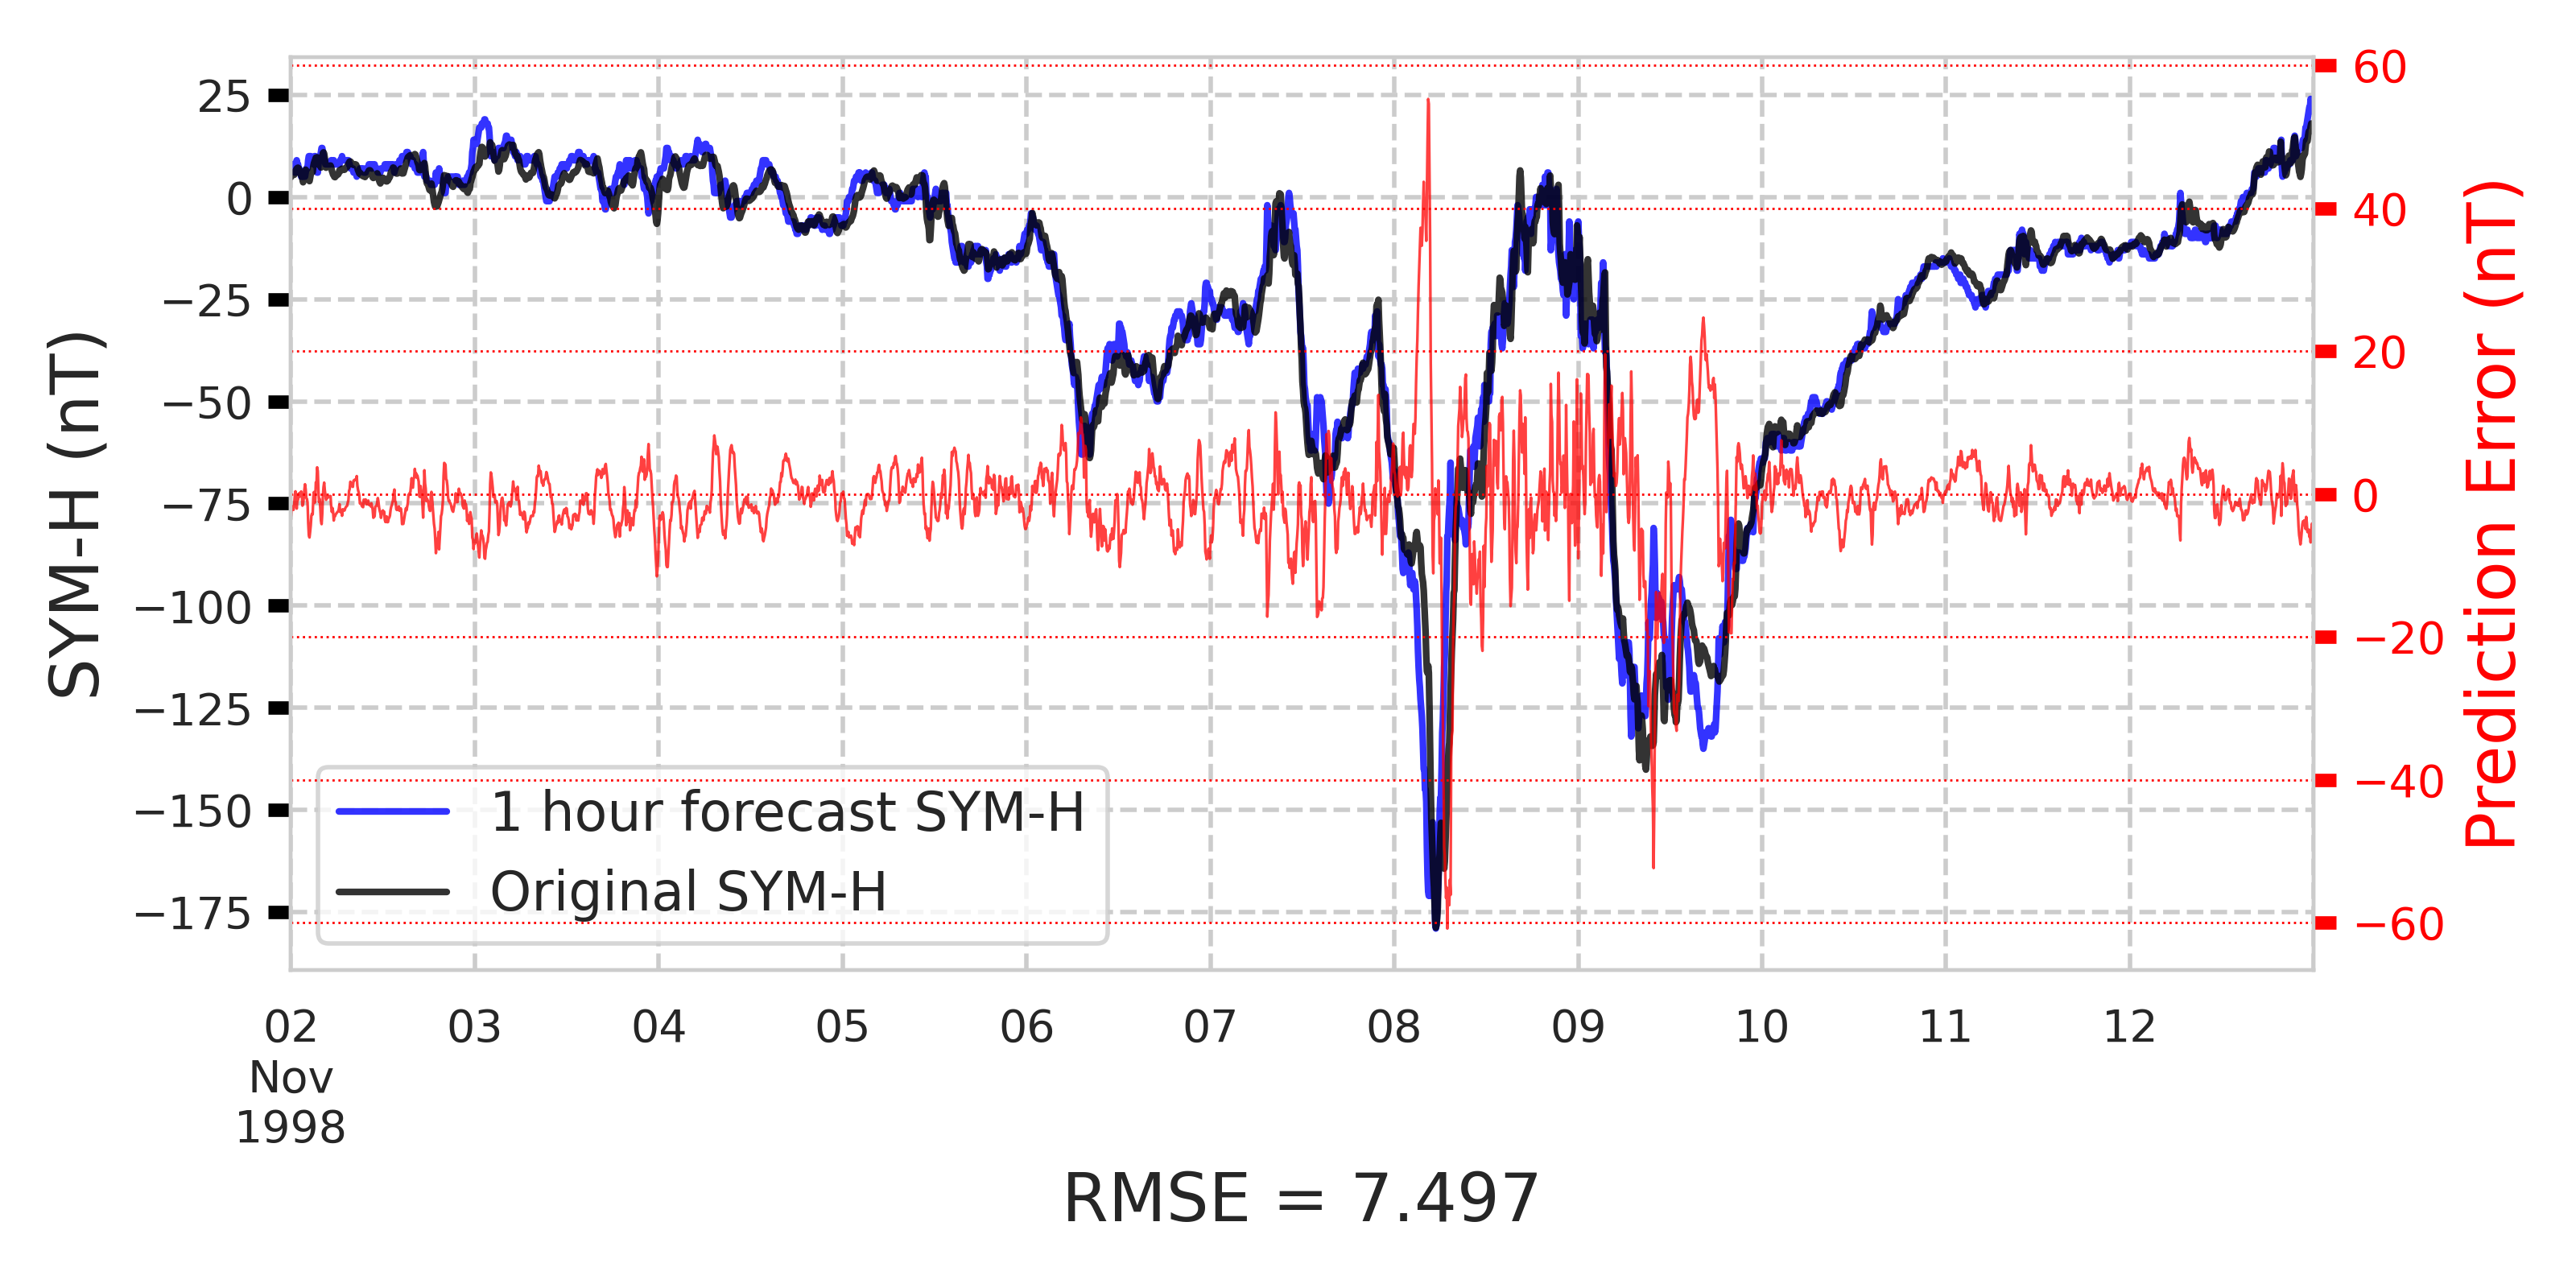 SYM-H (nT)
25
0
−25
−50
−75
−100
−125
−150
−175
60
40
20
0
−20
−40
−60
Prediction Error (nT)
1 hour forecast SYM-H
Original SYM-H
02 03 04 05 06 07 08 09 10 11 12
Nov
1998
RMSE = 7.497